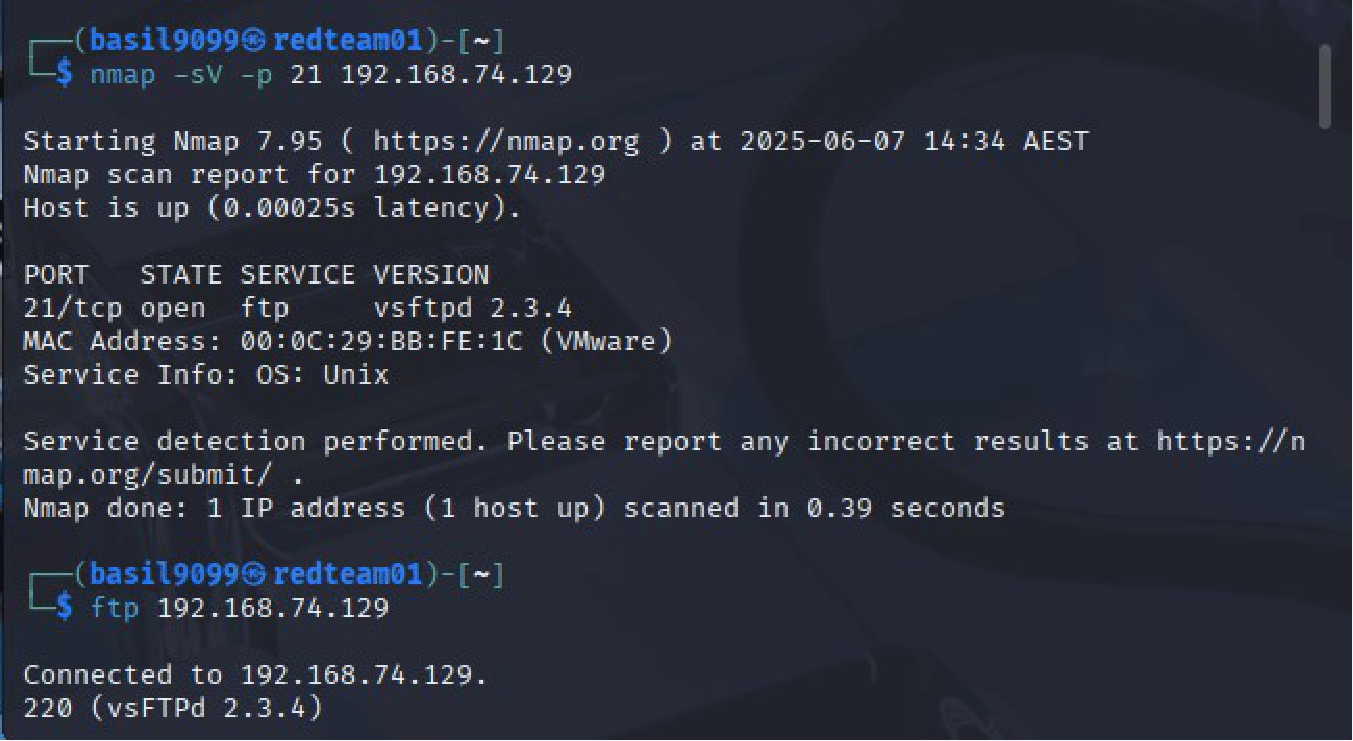 ┌──(basil9099㉿redteam01)-[~]
└─$ nmap -sV -p 21 192.168.74.129
Starting Nmap 7.95 ( https://nmap.org ) at 2025-06-07 14:34 AEST
Nmap scan report for 192.168.74.129
Host is up (0.00025s latency).
PORT   STATE SERVICE VERSION
21/tcp open  ftp     vsftpd 2.3.4
MAC Address: 00:0C:29:BB:FE:1C (VMware)
Service Info: OS: Unix
Service detection performed. Please report any incorrect results at https://n
map.org/submit/ .
Nmap done: 1 IP address (1 host up) scanned in 0.39 seconds
┌──(basil9099㉿redteam01)-[~]
└─$ ftp 192.168.74.129
Connected to 192.168.74.129.
220 (vsFTPd 2.3.4)